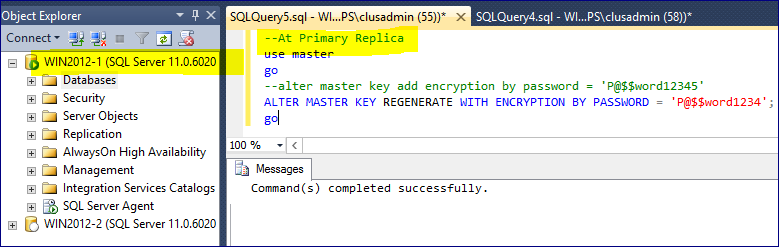 Object Explorer
Connect
WIN2012-1 (SQL Server 11.0.6020
Databases
Security
Server Objects
Replication
AlwaysOn High Availability
Management
Integration Services Catalogs
SQL Server Agent
WIN2012-2 (SQL Server 11.0.6020
SQLQuery5.sql - WI...PS\clusadmin (55))*
SQLQuery4.sql - WI...PS\clusadmin (58))*
--At Primary Replica
use master
go
--alter master key add encryption by password = 'P@$$word12345'
ALTER MASTER KEY REGENERATE WITH ENCRYPTION BY PASSWORD = 'P@$$word1234';
go
100 %
Messages
Command(s) completed successfully.